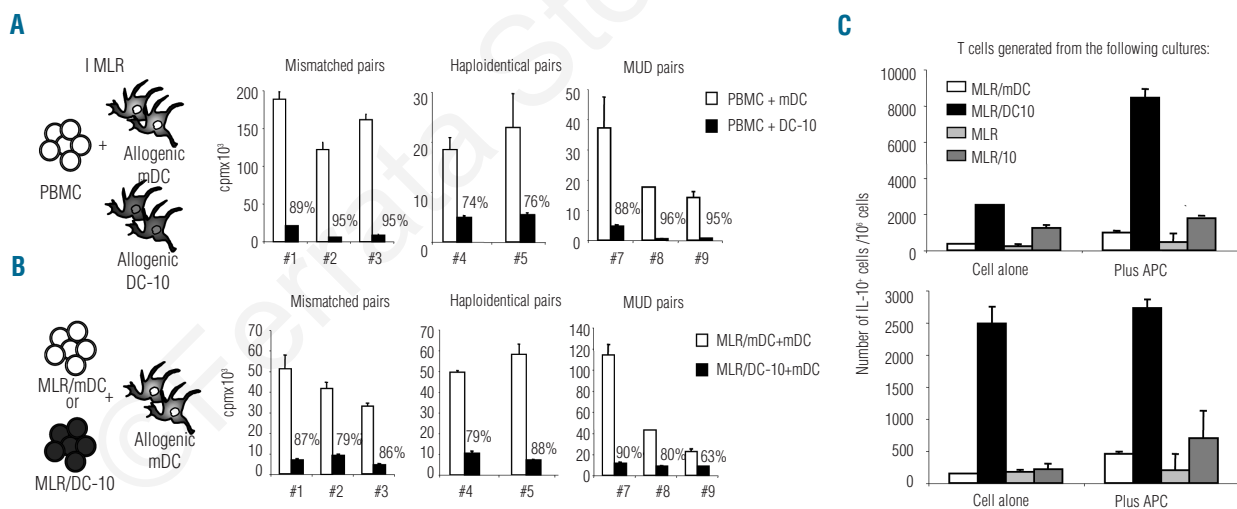 A
I MLR
PBMC
+
Allogenic
mDC
Allogenic
DC-10
Mismatched pairs
Haploidentical pairs
MUD pairs
cpmx10³
200
150
100
50
0
89%
95%
95%
#1
#2
#3
30
20
10
0
74%
76%
#4
#5
50
40
30
20
10
0
88%
96%
95%
#7
#8
#9
PBMC + mDC
PBMC + DC-10
B
MLR/mDC
or
+
MLR/DC-10
Allogenic
mDC
Mismatched pairs
Haploidentical pairs
MUD pairs
cpmx10³
70
60
50
40
30
20
10
0
87%
79%
86%
#1
#2
#3
70
60
50
40
30
20
10
0
79%
88%
#4
#5
140
120
100
80
60
40
20
0
90%
80%
63%
#7
#8
#9
MLR/mDC+mDC
MLR/DC-10+mDC
C
T cells generated from the following cultures:
Number of IL-10⁺ cells /10⁶ cells
10000
8000
6000
4000
2000
0
MLR/mDC
MLR/DC10
MLR
MLR/10
Cell alone
Plus APC
3000
2500
2000
1500
1000
500
0
Cell alone
Plus APC
© Ferrata Sto